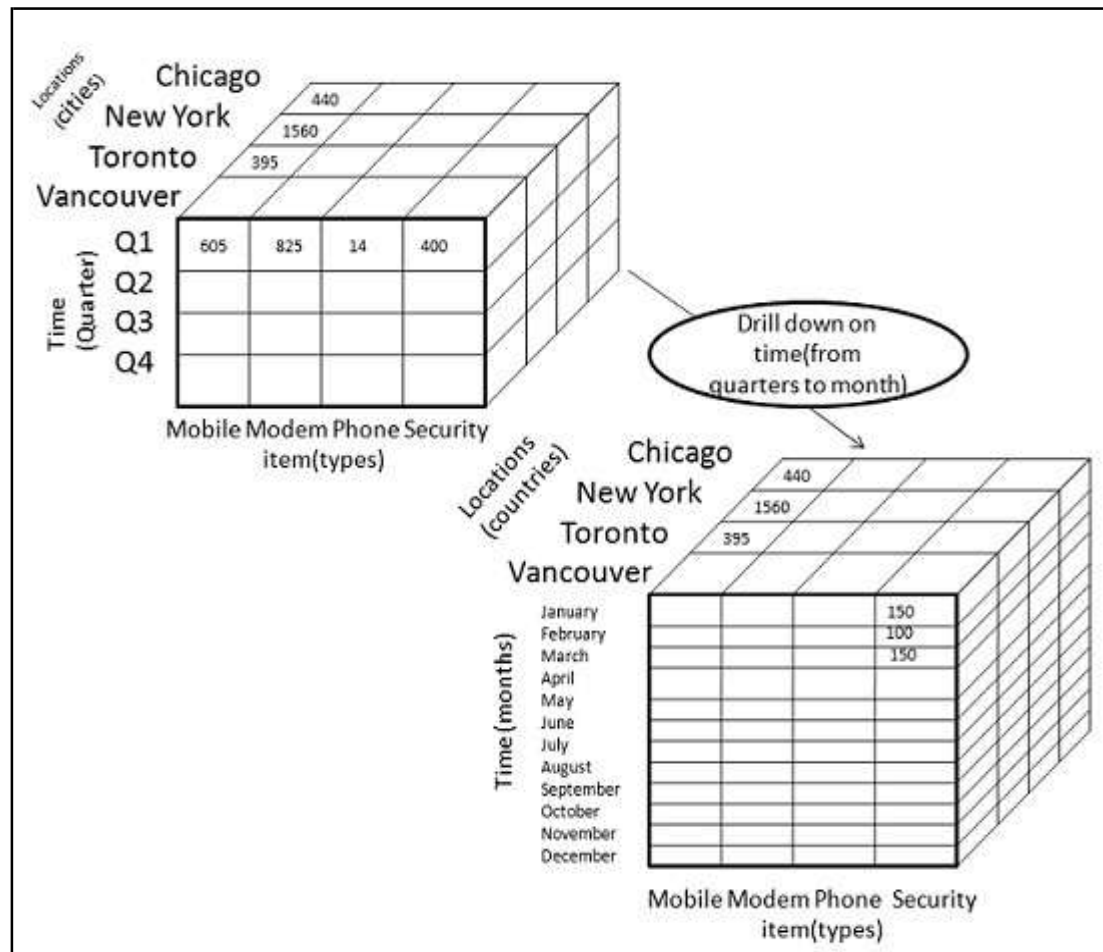 Locations
(cities)
Chicago
New York
Toronto
Vancouver
440
1560
395
Time
(Quarter)
Q1
Q2
Q3
Q4
605 825 14 400
Mobile Modem Phone Security
item(types)
Drill down on
time(from
quarters to month)
Locations
(countries)
Chicago
New York
Toronto
Vancouver
440
1560
395
Time (months)
January 150
February 100
March 150
April
May
June
July
August
September
October
November
December
Mobile Modem Phone Security
item(types)